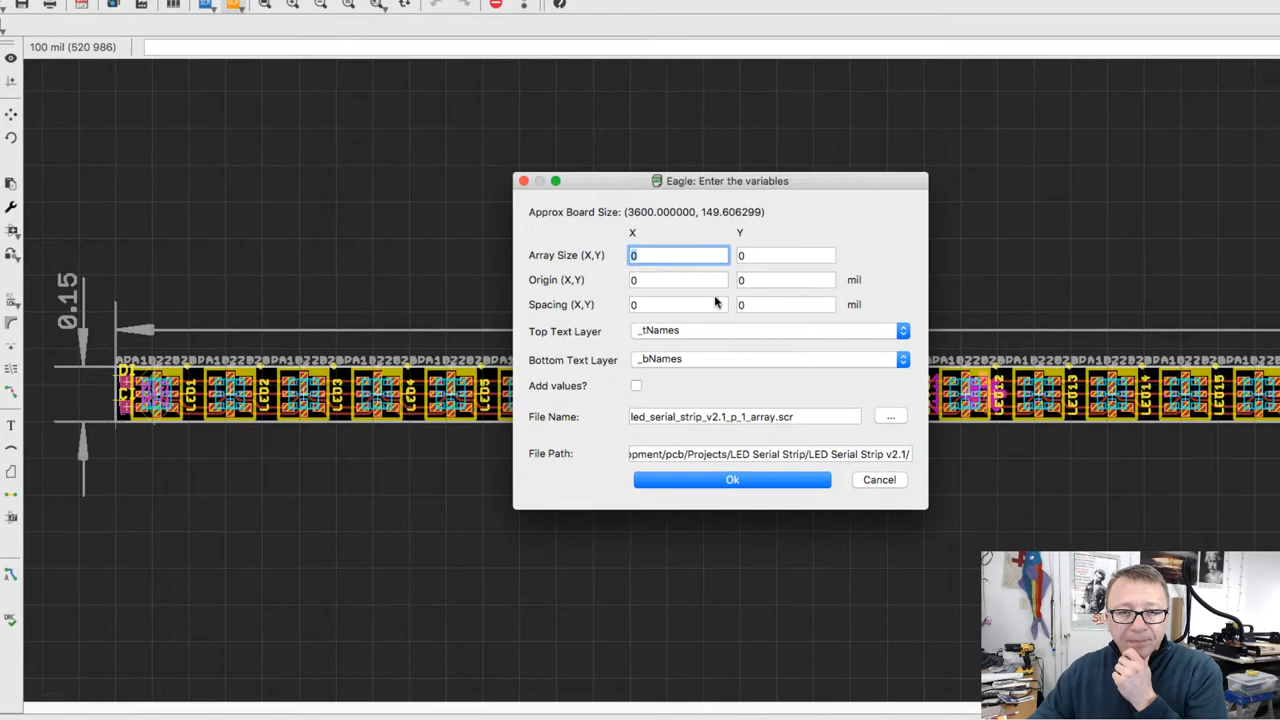 100 mil (520 986)
Eagle: Enter the variables
Approx Board Size: (3600.000000, 149.606299)
X Y
Array Size (X,Y) 0 0
Origin (X,Y) 0 0 mil
Spacing (X,Y) 0 0 mil
Top Text Layer _tNames
Bottom Text Layer _bNames
Add values?
File Name: led_serial_strip_v2.1_p_1_array.scr ...
File Path: opment/pcb/Projects/LED Serial Strip/LED Serial Strip v2.1/
Ok Cancel
0.15
LED1 LED2 LED3 LED4 LED5 LED12 LED13 LED14 LED15
DRC